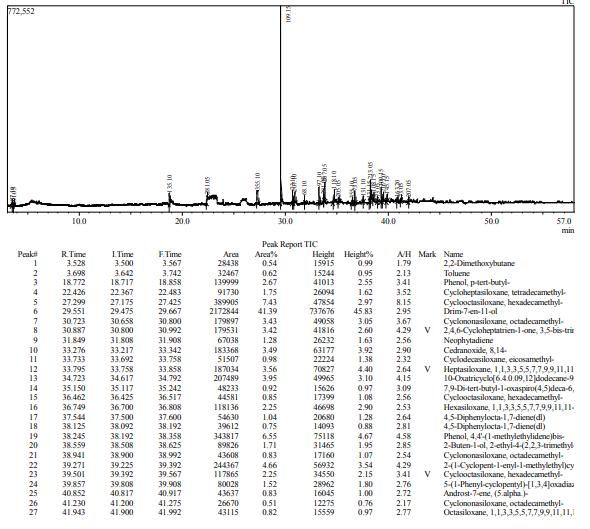 TIC
772,552
109.15
135.10
355.10
10.0
20.0
30.0
40.0
50.0
57.0
min
Peak Report TIC
Peak# R.Time I.Time F.Time Area Area% Height Height% A/H Mark Name
1 3.528 3.500 3.567 28438 0.54 15915 0.99 1.79 2,2-Dimethoxybutane
2 3.698 3.642 3.742 32467 0.62 15244 0.95 2.13 Toluene
3 18.772 18.717 18.858 139999 2.67 41013 2.55 3.41 Phenol, p-tert-butyl-
4 22.426 22.367 22.483 91730 1.75 26094 1.62 3.52 Cycloheptasiloxane, tetradecamethyl-
5 27.299 27.175 27.425 389905 7.43 47854 2.97 8.15 Cyclooctasiloxane, hexadecamethyl-
6 29.551 29.475 29.667 2172844 41.39 737676 45.83 2.95 Drim-7-en-11-ol
7 30.723 30.658 30.800 179897 3.43 49058 3.05 3.67 Cyclononasiloxane, octadecamethyl-
8 30.887 30.800 30.992 179531 3.42 41816 2.60 4.29 V 2,4,6-Cycloheptatrien-1-one, 3,5-bis-trir
9 31.849 31.808 31.908 67038 1.28 26232 1.63 2.56 Neophytadiene
10 33.276 33.217 33.342 183368 3.49 63177 3.92 2.90 Cedranoxide, 8,14-
11 33.733 33.692 33.758 51507 0.98 22224 1.38 2.32 Cyclodecasiloxane, eicosamethyl-
12 33.795 33.758 33.858 187034 3.56 70827 4.40 2.64 V Heptasiloxane, 1,1,3,3,5,5,7,7,9,9,11,11
13 34.723 34.617 34.792 207489 3.95 49965 3.10 4.15 10-Oxatricyclo[6.4.0.09,12]dodecane-9
14 35.150 35.117 35.242 48233 0.92 15626 0.97 3.09 7,9-Di-tert-butyl-1-oxaspiro(4,5)deca-6,
15 36.462 36.425 36.517 44581 0.85 17399 1.08 2.56 Cyclooctasiloxane, hexadecamethyl-
16 36.749 36.700 36.808 118136 2.25 46698 2.90 2.53 Hexasiloxane, 1,1,3,3,5,5,7,7,9,9,11,11-
17 37.544 37.500 37.600 54630 1.04 20680 1.28 2.64 4,5-Diphenylocta-1,7-diene(dl)
18 38.125 38.092 38.192 39612 0.75 14093 0.88 2.81 4,5-Diphenylocta-1,7-diene(dl)
19 38.245 38.192 38.358 343817 6.55 75118 4.67 4.58 Phenol, 4,4'-(1-methylethylidene)bis-
20 38.559 38.508 38.625 89826 1.71 31465 1.95 2.85 2-Buten-1-ol, 2-ethyl-4-(2,2,3-trimethyl
21 38.941 38.900 38.992 43608 0.83 17160 1.07 2.54 Cyclononasiloxane, octadecamethyl-
22 39.271 39.225 39.392 244367 4.66 56932 3.54 4.29 2-(1-Cyclopent-1-enyl-1-methylethyl)cy
23 39.501 39.392 39.567 117865 2.25 34550 2.15 3.41 V Cyclooctasiloxane, hexadecamethyl-
24 39.857 39.808 39.908 80028 1.52 28962 1.80 2.76 5-(1-Phenyl-cyclopentyl)-[1,3,4]oxadiaz
25 40.852 40.817 40.917 43637 0.83 16045 1.00 2.72 Androst-7-ene, (5.alpha.)-
26 41.230 41.200 41.275 26670 0.51 12275 0.76 2.17 Cyclooctasiloxane, hexadecamethyl-
27 41.943 41.900 41.992 43115 0.82 15559 0.97 2.77 Octasiloxane, 1,1,3,3,5,5,7,7,9,9,11,11,1